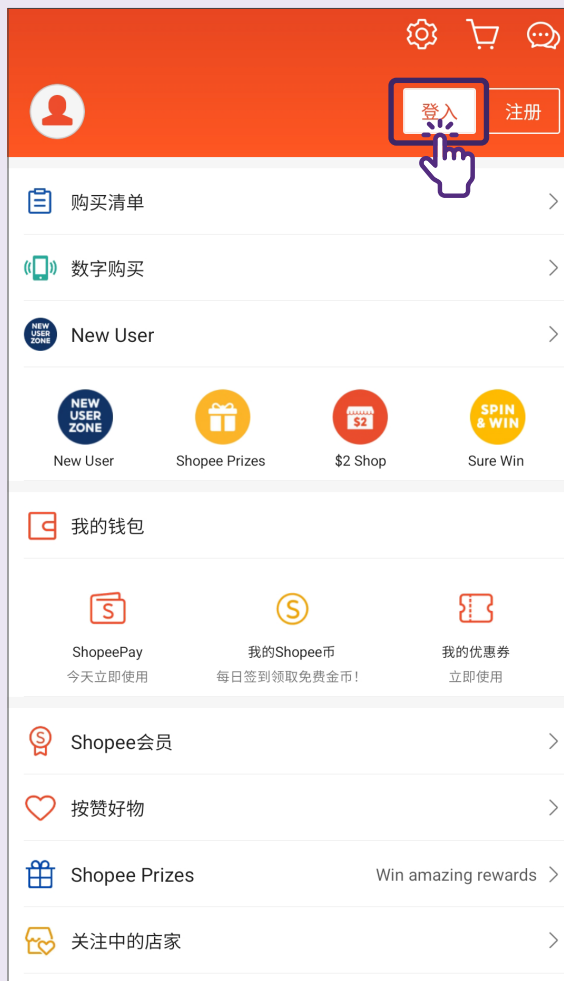 登入
注册
购买清单
数字购买
NEW
USER
ZONE
New User
NEW
USER
ZONE
$2
SPIN
& WIN
New User
Shopee Prizes
$2 Shop
Sure Win
我的钱包
S
S
S
ShopeePay
我的Shopee币
我的优惠券
今天立即使用
每日签到领取免费金币!
立即使用
S
Shopee会员
按赞好物
Shopee Prizes
Win amazing rewards
关注中的店家